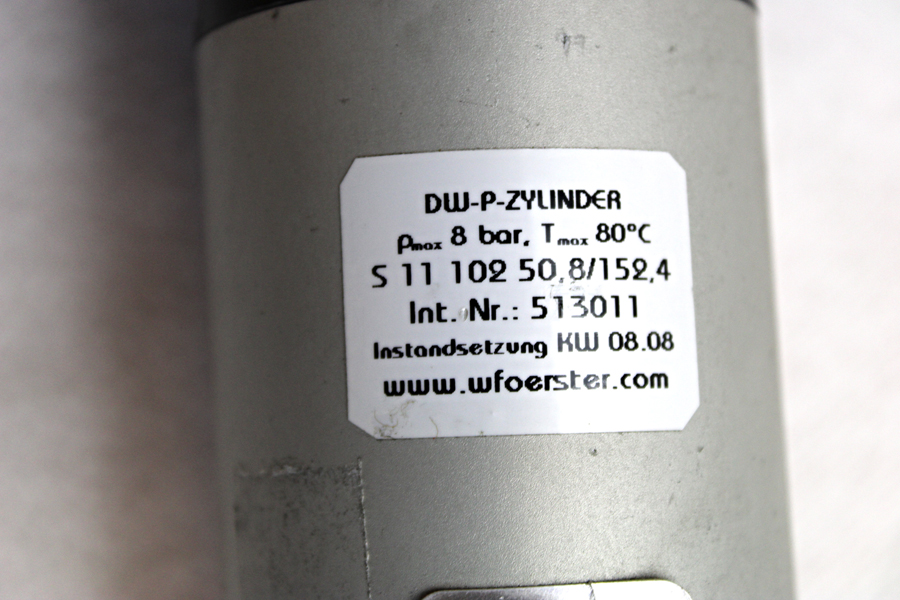 DW-P-ZYLINDER
pmax 8 bar, Tmax 80°C
S 11 102 50,8/152,4
Int. Nr.: 513011
Instandsetzung KW 08.08
www.wfoerster.com